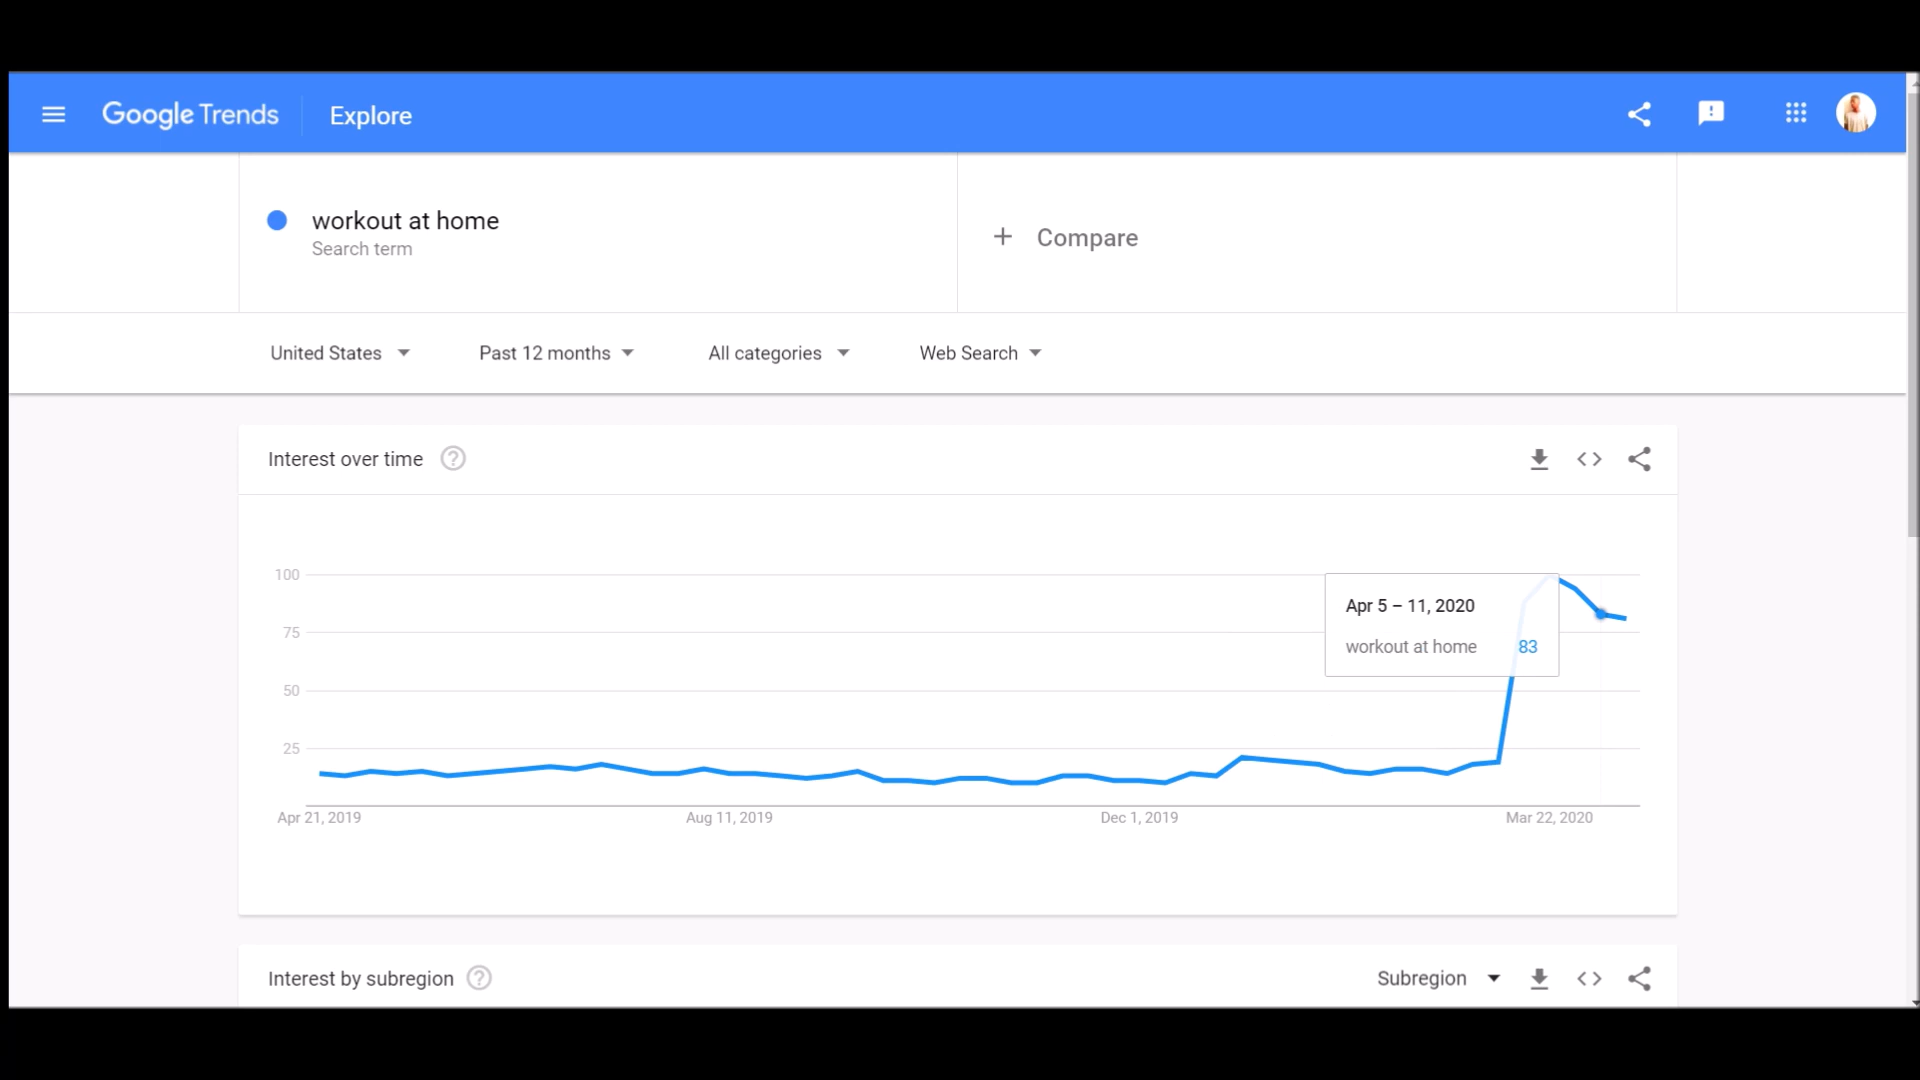 Google Trends Explore
workout at home
Search term
+ Compare
United States Past 12 months All categories Web Search
Interest over time
100
75
50
25
Apr 5 – 11, 2020
workout at home 83
Apr 21, 2019 Aug 11, 2019 Dec 1, 2019 Mar 22, 2020
Interest by subregion Subregion